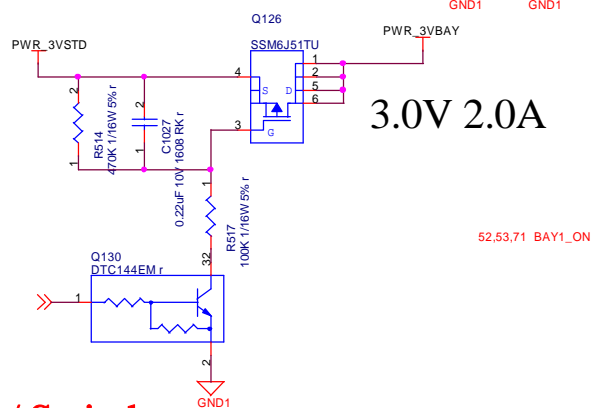 GND1 GND1
Q126
PWR_3VSTD
SSM6J51TU
PWR_3VBAY
4
1
2
5
6
S D
G
3
3.0V 2.0A
2
1
R514
470K 1/16W 5% r
2
1
C1027
0.22uF 10V 1608 RK r
1
R517
100K 1/16W 5% r
32
52,53,71 BAY1_ON
Q130
DTC144EM r
1
2
GND1